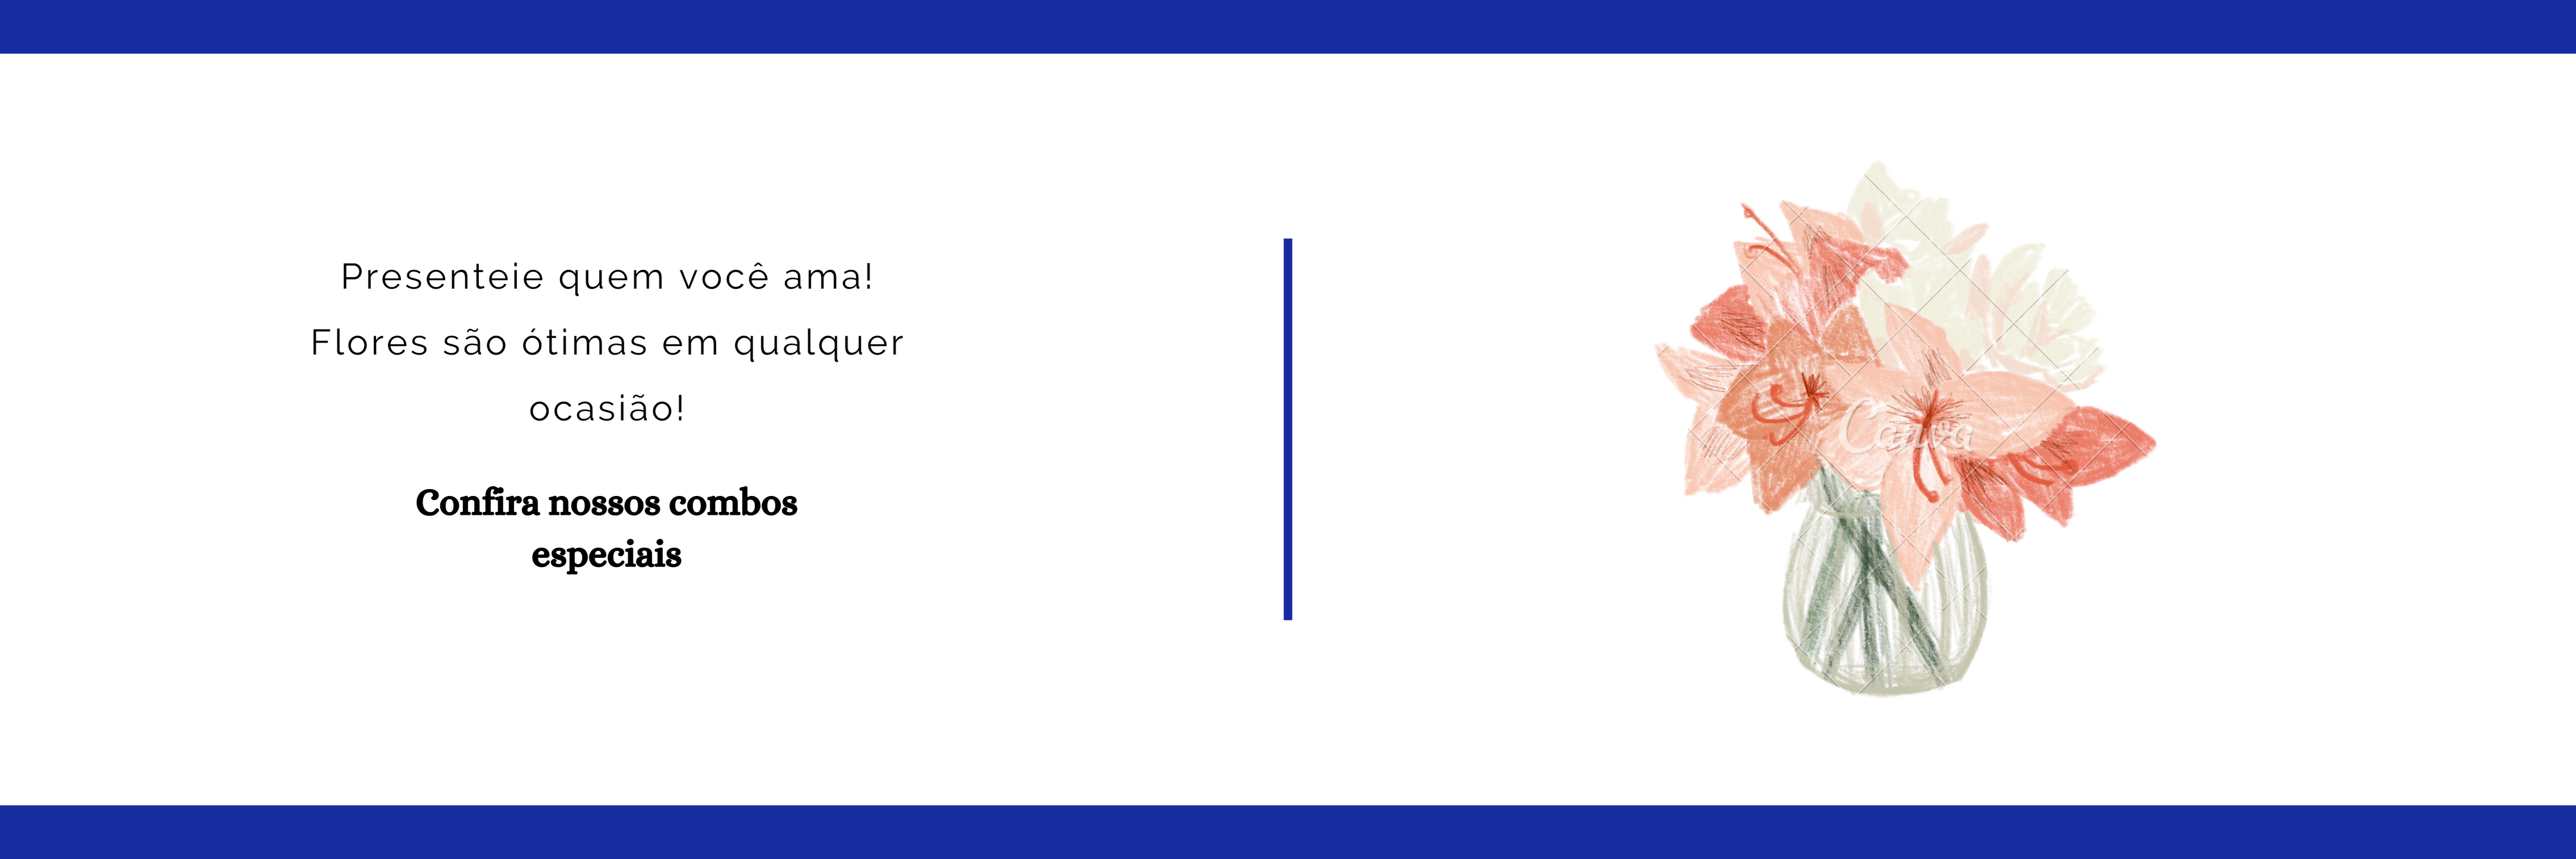 Presenteie quem você ama!
Flores são ótimas em qualquer
ocasião!
Confira nossos combos
especiais
Canva